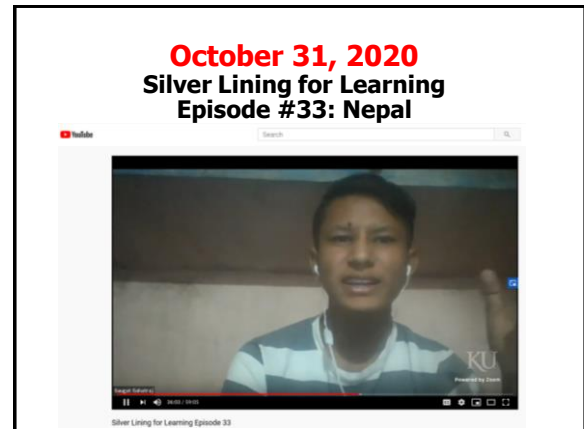 October 31, 2020
Silver Lining for Learning
Episode #33: Nepal
YouTube
Search
KU
Powered by Zoom
Silver Lining for Learning Episode 33